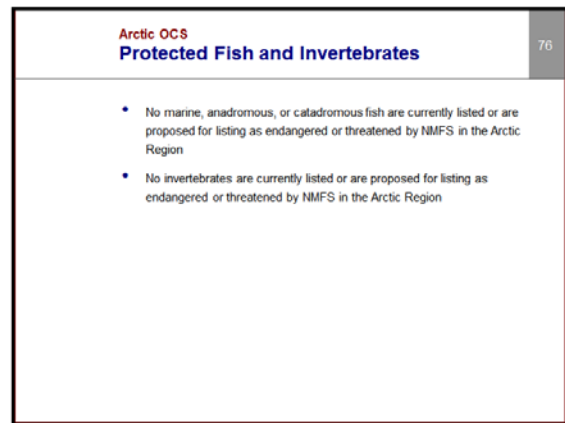 Arctic OCS
Protected Fish and Invertebrates
76
• No marine, anadromous, or catadromous fish are currently listed or are
proposed for listing as endangered or threatened by NMFS in the Arctic
Region
• No invertebrates are currently listed or are proposed for listing as
endangered or threatened by NMFS in the Arctic Region